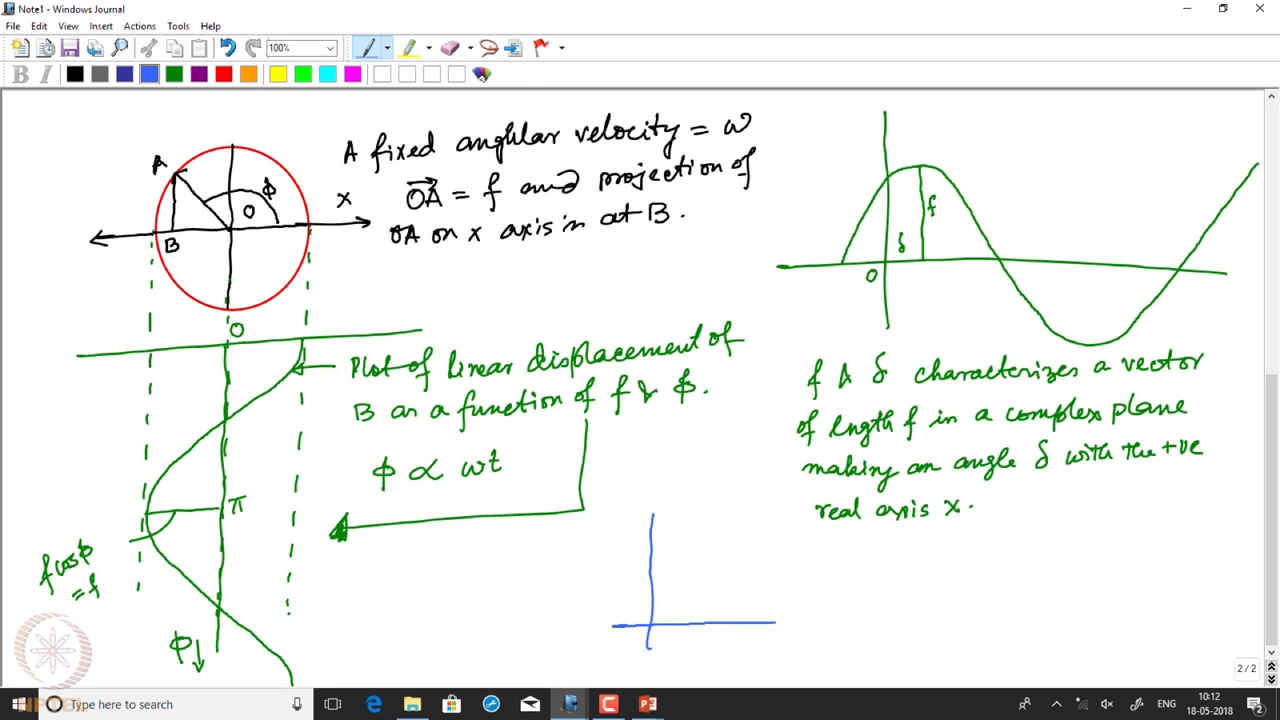 Note1 - Windows Journal
File Edit View Insert Actions Tools Help
100%
B I
A fixed angular velocity = ω
OA = f and projection of
OA on x axis in at B.
A
B
O
ϕ
X
O
Plot of linear displacement of
B as a function of f & ϕ.
ϕ ∝ ωt
π
f cosϕ
= f
ϕ↓
f
δ
O
f & δ characterizes a vector
of length f in a complex plane
making an angle δ with the +ve
real axis x.
2 / 2
Type here to search
ENG
10:12
18-05-2018
2